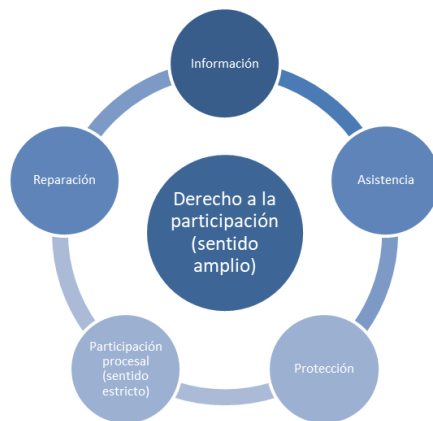 Información
Reparación
Asistencia
Derecho a la
participación
(sentido
amplio)
Participación
procesal
(sentido
estricto)
Protección